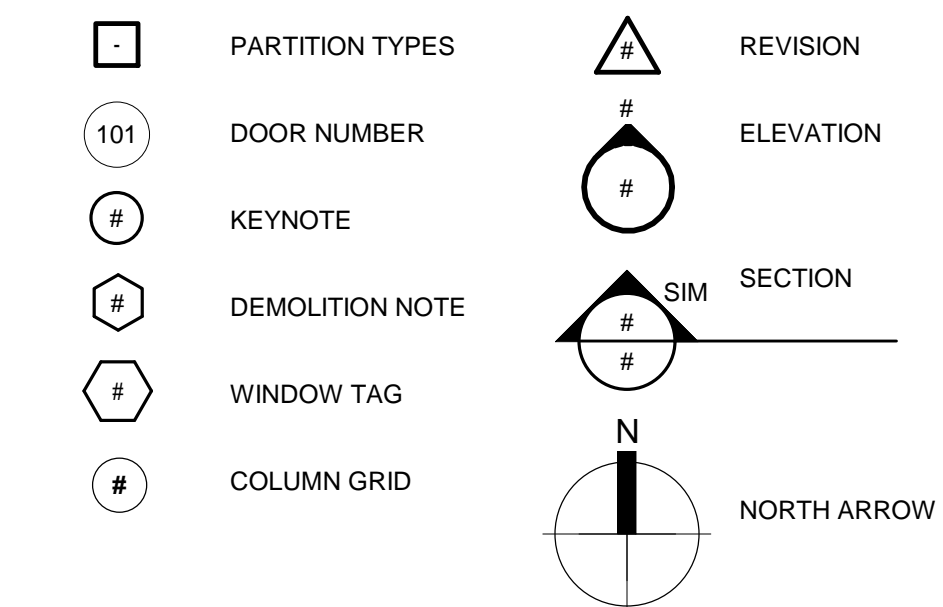 - PARTITION TYPES
101 DOOR NUMBER
# KEYNOTE
# DEMOLITION NOTE
# WINDOW TAG
# COLUMN GRID
# REVISION
#
# ELEVATION
SIM SECTION
#
#
N
NORTH ARROW